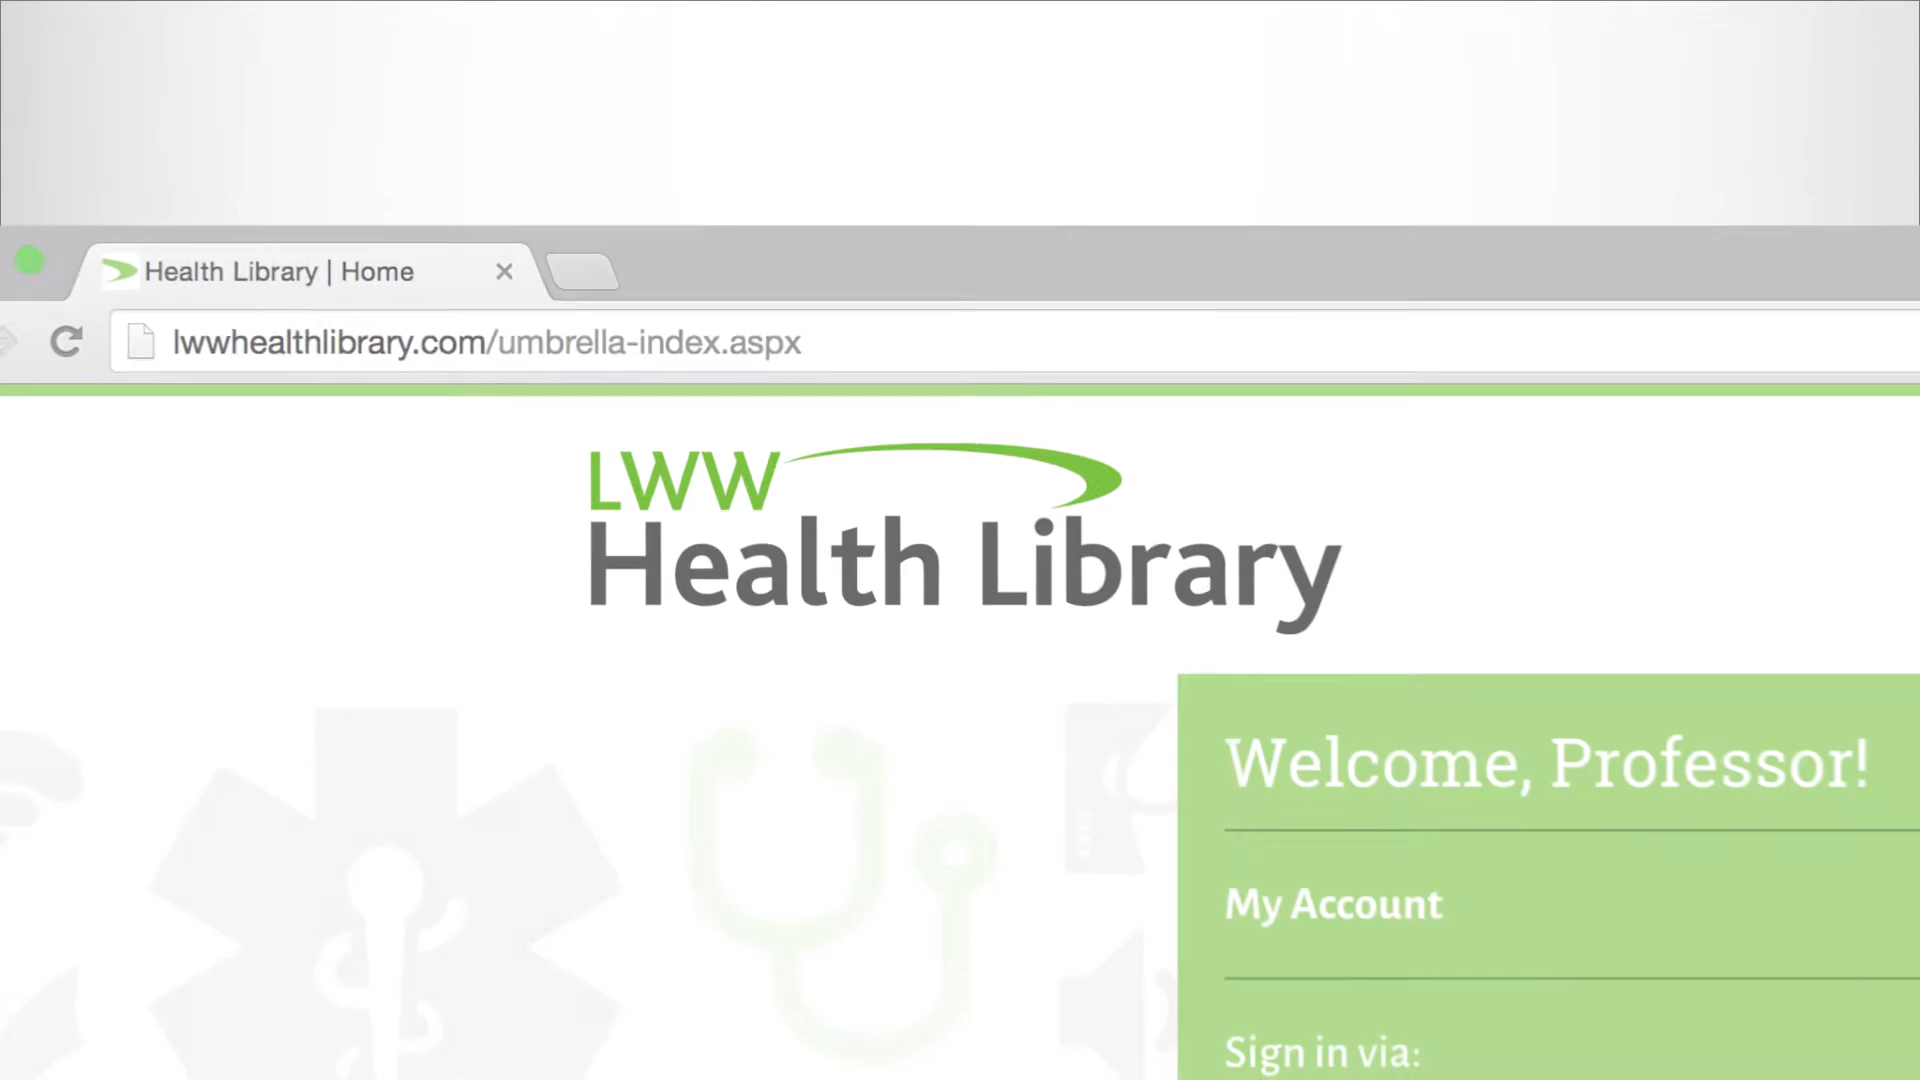 Health Library | Home
lwwhealthlibrary.com/umbrella-index.aspx
LWW
Health Library
Welcome, Professor!
My Account
Sign in via: